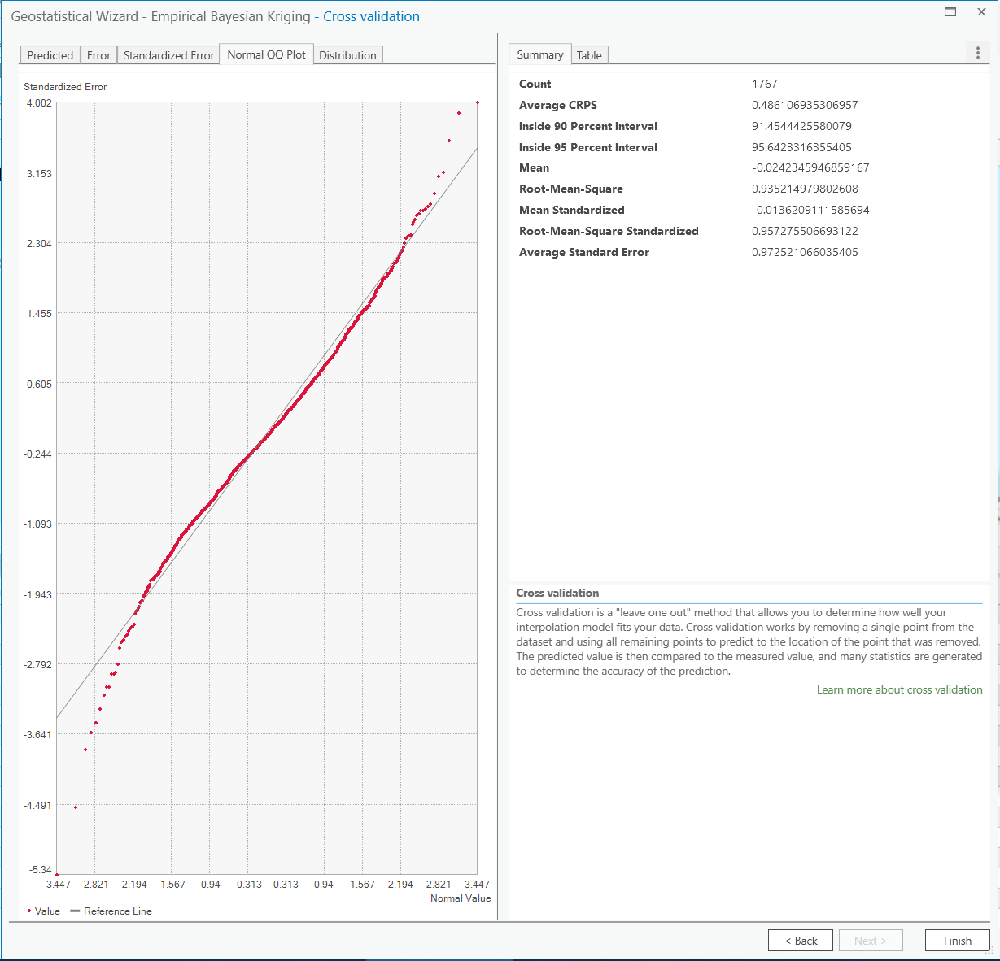 Geostatistical Wizard - Empirical Bayesian Kriging - Cross validation
Predicted Error Standardized Error Normal QQ Plot Distribution
Standardized Error
4.002
3.153
2.304
1.455
0.605
-0.244
-1.093
-1.943
-2.792
-3.641
-4.491
-5.34
-3.447 -2.821 -2.194 -1.567 -0.94 -0.313 0.313 0.94 1.567 2.194 2.821 3.447
Normal Value
Value Reference Line
Summary Table
Count 1767
Average CRPS 0.486106935306957
Inside 90 Percent Interval 91.4544425580079
Inside 95 Percent Interval 95.6423316355405
Mean -0.0242345946859167
Root-Mean-Square 0.935214979802608
Mean Standardized -0.0136209111585694
Root-Mean-Square Standardized 0.957275506693122
Average Standard Error 0.972521066035405
Cross validation
Cross validation is a "leave one out" method that allows you to determine how well your
interpolation model fits your data. Cross validation works by removing a single point from the
dataset and using all remaining points to predict to the location of the point that was removed.
The predicted value is then compared to the measured value, and many statistics are generated
to determine the accuracy of the prediction.
Learn more about cross validation
< Back Next > Finish